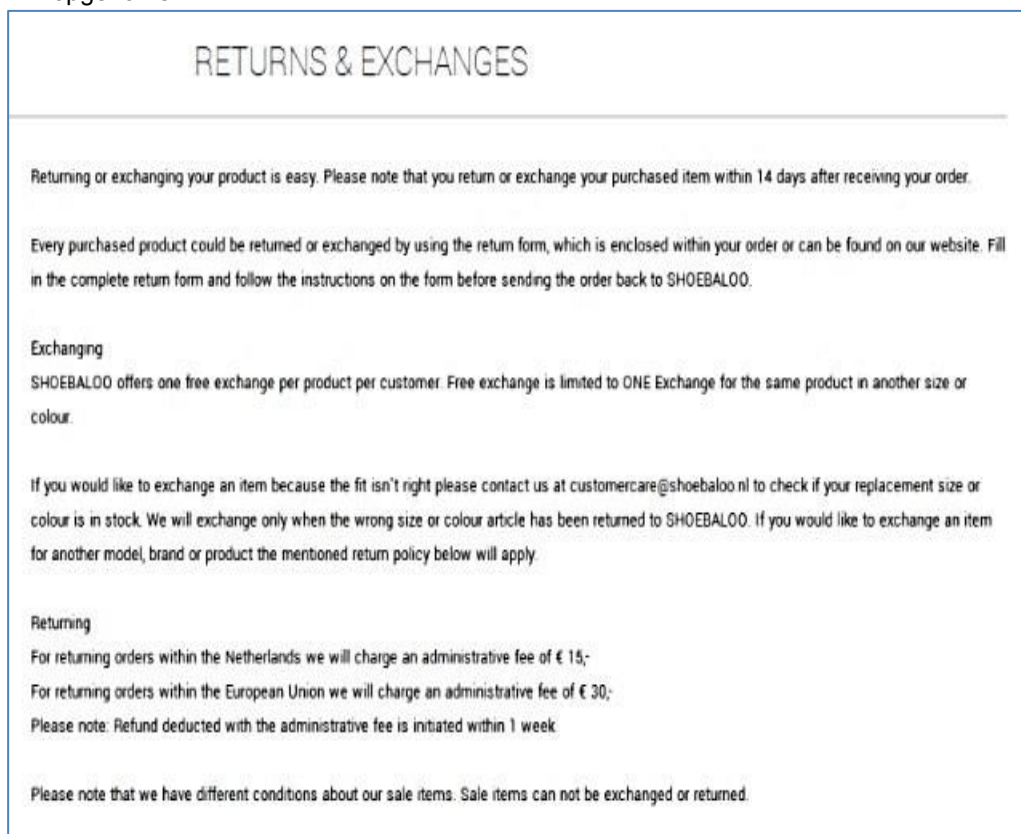 RETURNS & EXCHANGES
Returning or exchanging your product is easy. Please note that you return or exchange your purchased item within 14 days after receiving your order.
Every purchased product could be returned or exchanged by using the return form, which is enclosed within your order or can be found on our website. Fill
in the complete return form and follow the instructions on the form before sending the order back to SHOEBALOO.
Exchanging
SHOEBALOO offers one free exchange per product per customer. Free exchange is limited to ONE Exchange for the same product in another size or
colour.
If you would like to exchange an item because the fit isn't right please contact us at customercare@shoebaloo.nl to check if your replacement size or
colour is in stock. We will exchange only when the wrong size or colour article has been returned to SHOEBALOO. If you would like to exchange an item
for another model, brand or product the mentioned return policy below will apply.
Returning
For returning orders within the Netherlands we will charge an administrative fee of € 15,-
For returning orders within the European Union we will charge an administrative fee of € 30,-
Please note: Refund deducted with the administrative fee is initiated within 1 week
Please note that we have different conditions about our sale items. Sale items can not be exchanged or returned.